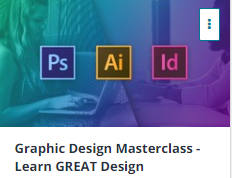 Ps Ai Id
Graphic Design Masterclass -
Learn GREAT Design